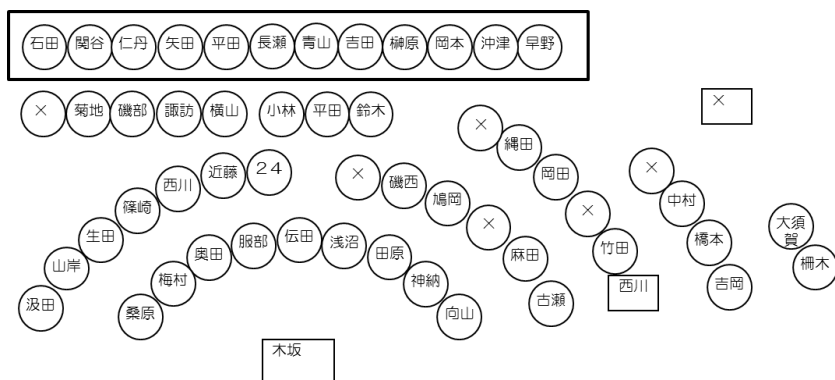 石田 関谷 仁丹 矢田 平田 長瀬 青山 吉田 榊原 岡本 沖津 早野
× 菊地 磯部 諏訪 横山 小林 平田 鈴木
×
× 縄田 岡田 × 竹田
西川
× 中村 橋本 吉岡
大須賀 柵木
汲田 山岸 生田 篠崎 西川 近藤 24
× 磯西 鳩岡 × 麻田 古瀬
桑原 梅村 奥田 服部 伝田 浅沼 田原 神納 向山
木坂